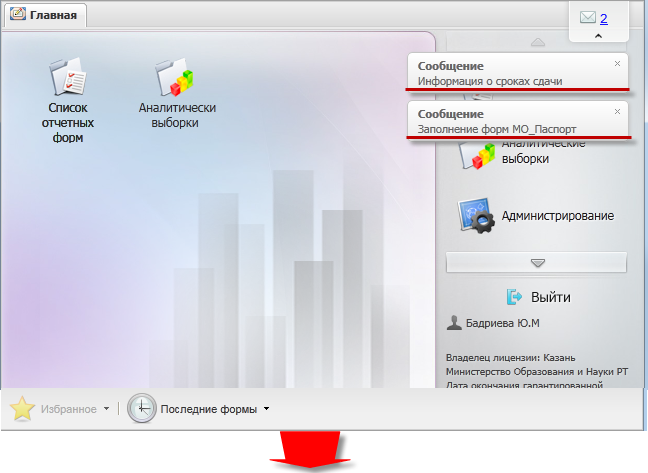 Главная
2
Сообщение
Информация о сроках сдачи
Сообщение
Заполнение форм МО_Паспорт
Список
отчетных
форм
Аналитически
выборки
Аналитические
выборки
Администрирование
Выйти
Бадриева Ю.М
Владелец лицензии: Казань
Министерство Образования и Науки РТ
Дата окончания гарантированной
Избранное
Последние формы